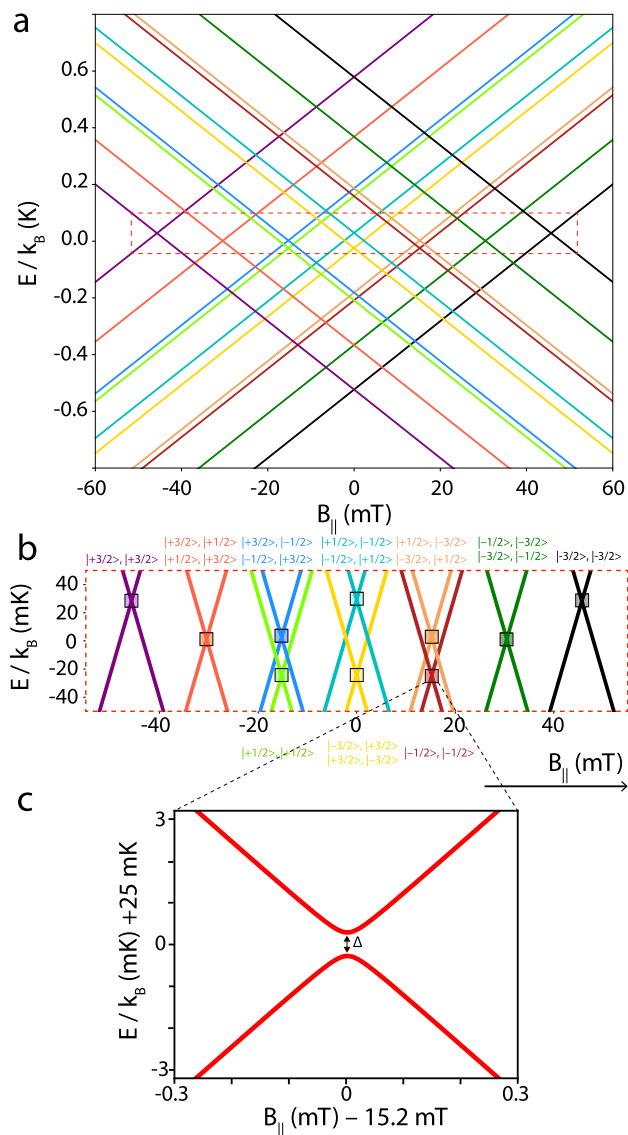 a
0.6
0.4
0.2
0.0
-0.2
-0.4
-0.6
E / k_B (K)
-60 -40 -20 0 20 40 60
B_|| (mT)
b
|+3/2>, |+3/2>
|+3/2>, |+1/2>
|+1/2>, |+3/2>
|+3/2>, |-1/2>
|-1/2>, |+3/2>
|+1/2>, |-1/2>
|-1/2>, |+1/2>
|+1/2>, |-3/2>
|-3/2>, |+1/2>
|-1/2>, |-3/2>
|-3/2>, |-1/2>
|-3/2>, |-3/2>
40
20
0
-20
-40
E / k_B (mK)
-40 -20 0 20 40
|+1/2>, |+1/2>
|-3/2>, |+3/2>
|+3/2>, |-3/2>
|-1/2>, |-1/2>
B_|| (mT)
c
3
0
-3
E / k_B (mK) +25 mK
Δ
-0.3 0 0.3
B_|| (mT) – 15.2 mT